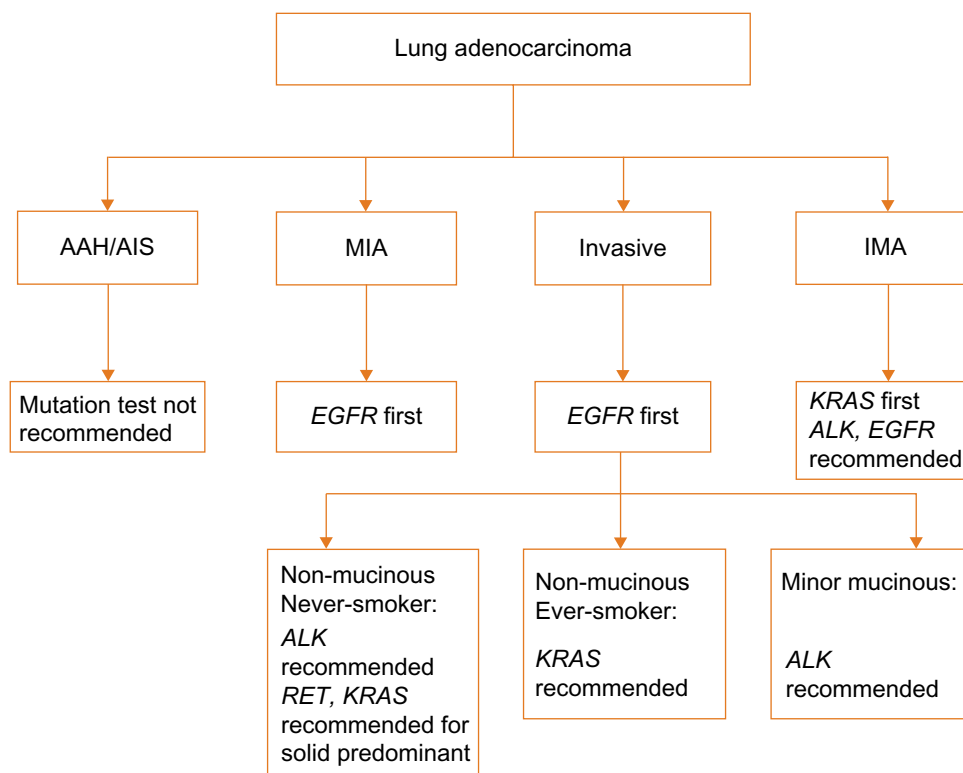 Lung adenocarcinoma
AAH/AIS
MIA
Invasive
IMA
Mutation test not
recommended
EGFR first
EGFR first
KRAS first
ALK, EGFR
recommended
Non-mucinous
Never-smoker:
ALK
recommended
RET, KRAS
recommended for
solid predominant
Non-mucinous
Ever-smoker:
KRAS
recommended
Minor mucinous:
ALK
recommended